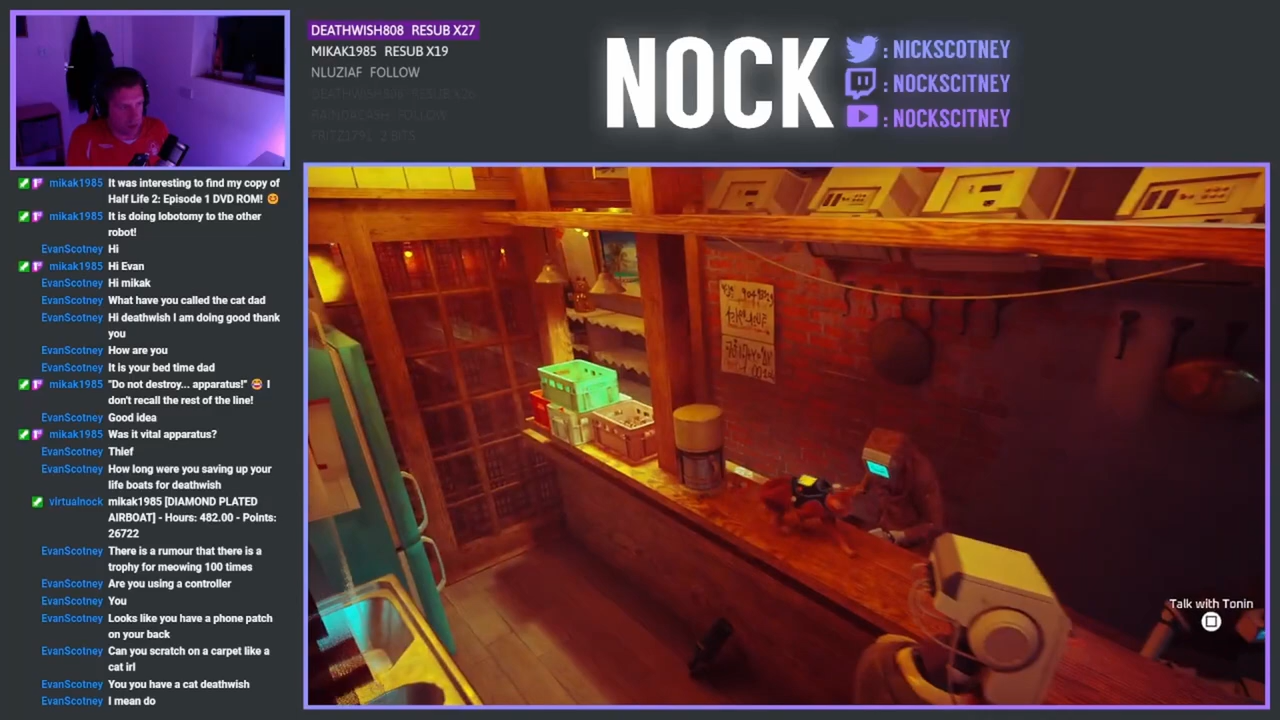 DEATHWISH808 RESUB X27
MIKAK1985 RESUB X19
NLUZIAF FOLLOW
DEATHWISH808 RESUB X26
RAINDACASH FOLLOW
FRITZ1791 2 BITS
NOCK
: NICKSCOTNEY
: NOCKSCITNEY
: NOCKSCITNEY
mikak1985 It was interesting to find my copy of
Half Life 2: Episode 1 DVD ROM! 😊
mikak1985 It is doing lobotomy to the other
robot!
EvanScotney Hi
mikak1985 Hi Evan
EvanScotney Hi mikak
EvanScotney What have you called the cat dad
EvanScotney Hi deathwish I am doing good thank
you
EvanScotney How are you
EvanScotney It is your bed time dad
mikak1985 "Do not destroy... apparatus!" 😂 I
don't recall the rest of the line!
EvanScotney Good idea
mikak1985 Was it vital apparatus?
EvanScotney Thief
EvanScotney How long were you saving up your
life boats for deathwish
virtualnock mikak1985 [DIAMOND PLATED
AIRBOAT] - Hours: 482.00 - Points:
26722
EvanScotney There is a rumour that there is a
trophy for meowing 100 times
EvanScotney Are you using a controller
EvanScotney You
EvanScotney Looks like you have a phone patch
on your back
EvanScotney Can you scratch on a carpet like a
cat irl
EvanScotney You you have a cat deathwish
EvanScotney I mean do
Talk with Tonin